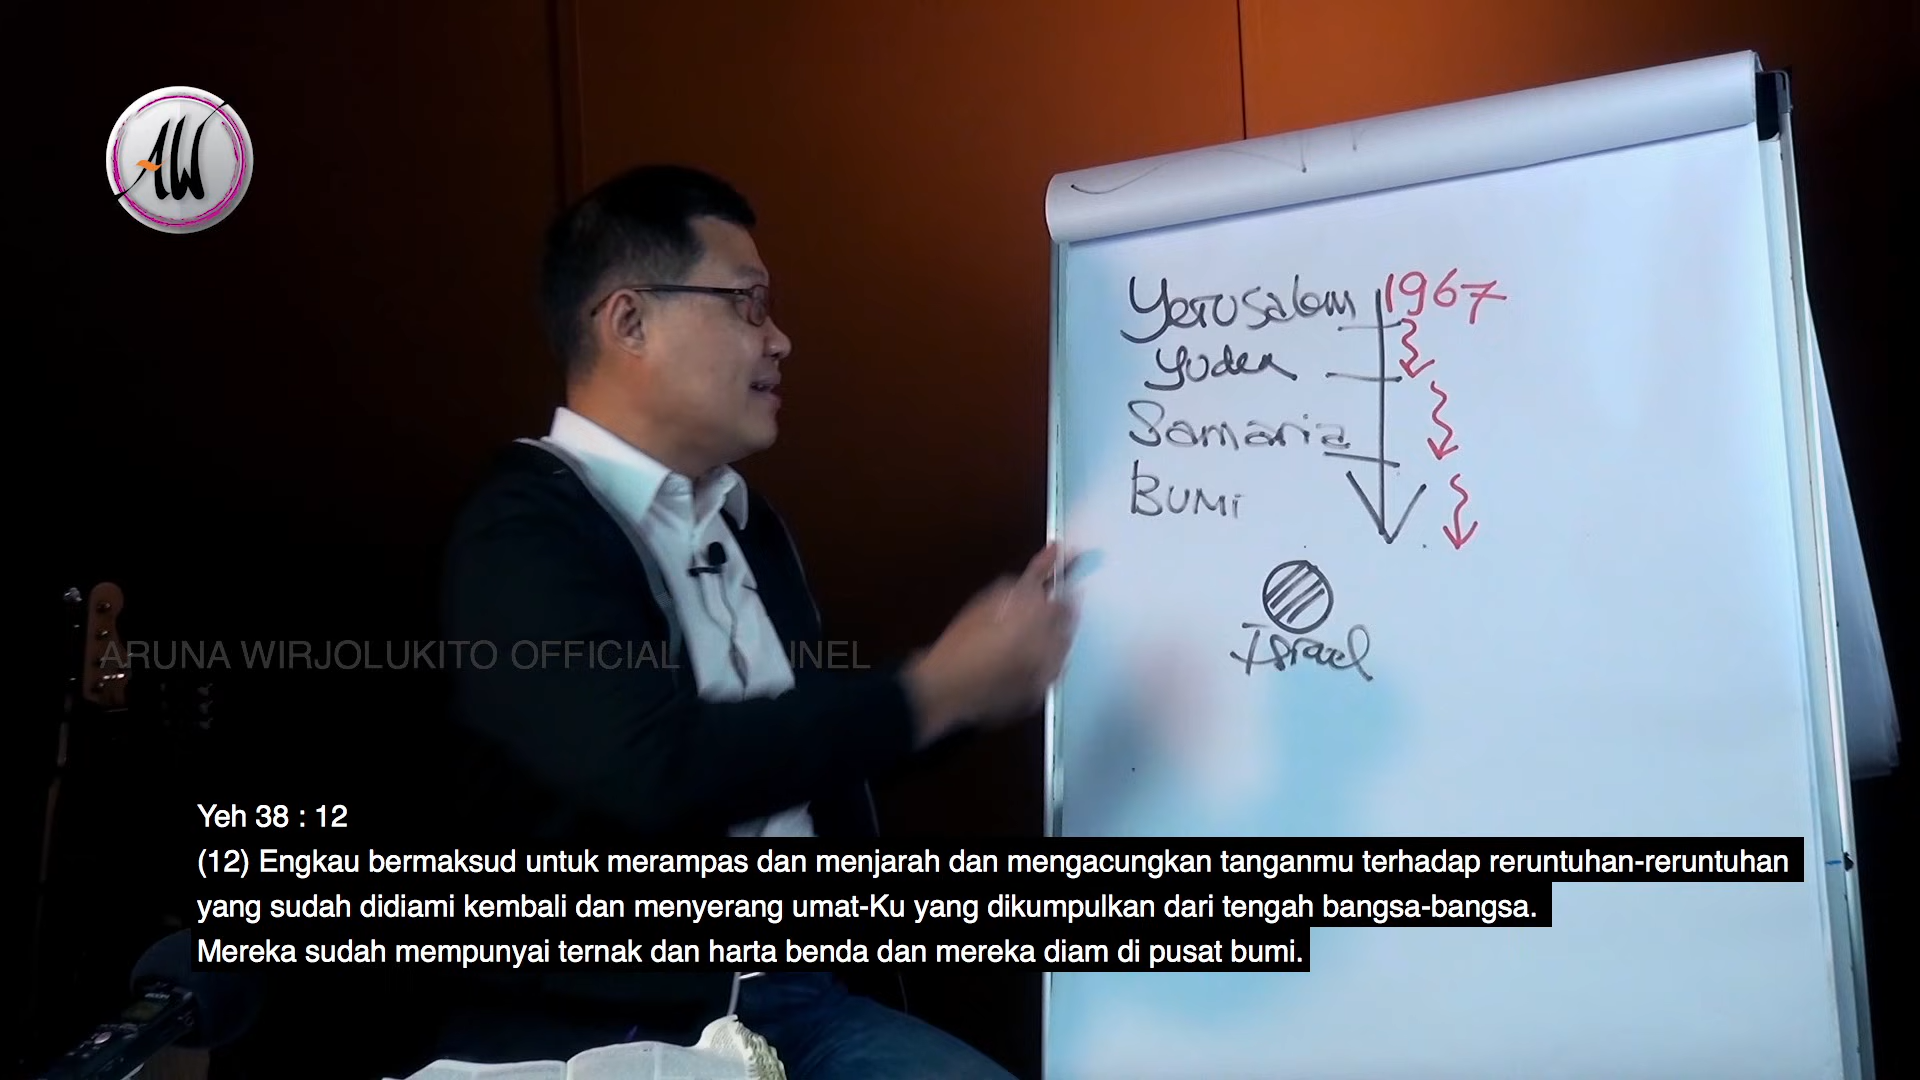 AW
Yerusalem 1967
Yudea
Samaria
BUMi
Israel
ARUNA WIRJOLUKITO OFFICIAL CHANNEL
Yeh 38 : 12
(12) Engkau bermaksud untuk merampas dan menjarah dan mengacungkan tanganmu terhadap reruntuhan-reruntuhan
yang sudah didiami kembali dan menyerang umat-Ku yang dikumpulkan dari tengah bangsa-bangsa.
Mereka sudah mempunyai ternak dan harta benda dan mereka diam di pusat bumi.